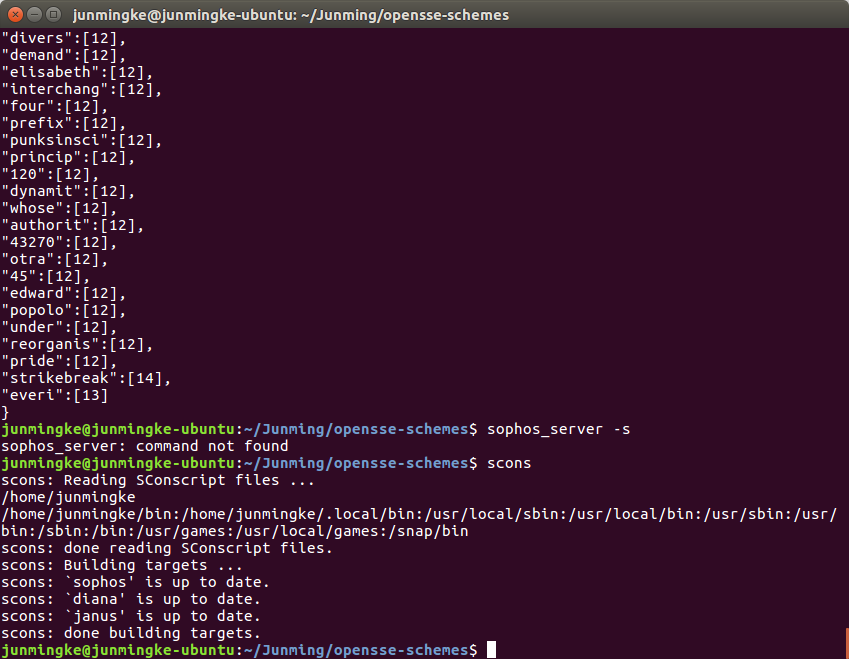 junmingke@junmingke-ubuntu: ~/Junming/opensse-schemes
"divers":[12],
"demand":[12],
"elisabeth":[12],
"interchang":[12],
"four":[12],
"prefix":[12],
"punksinsci":[12],
"princip":[12],
"120":[12],
"dynamit":[12],
"whose":[12],
"authorit":[12],
"43270":[12],
"otra":[12],
"45":[12],
"edward":[12],
"popolo":[12],
"under":[12],
"reorganis":[12],
"pride":[12],
"strikebreak":[14],
"everi":[13]
}
junmingke@junmingke-ubuntu:~/Junming/opensse-schemes$ sophos_server -s
sophos_server: command not found
junmingke@junmingke-ubuntu:~/Junming/opensse-schemes$ scons
scons: Reading SConscript files ...
/home/junmingke
/home/junmingke/bin:/home/junmingke/.local/bin:/usr/local/sbin:/usr/local/bin:/usr/sbin:/usr/
bin:/sbin:/bin:/usr/games:/usr/local/games:/snap/bin
scons: done reading SConscript files.
scons: Building targets ...
scons: `sophos' is up to date.
scons: `diana' is up to date.
scons: `janus' is up to date.
scons: done building targets.
junmingke@junmingke-ubuntu:~/Junming/opensse-schemes$